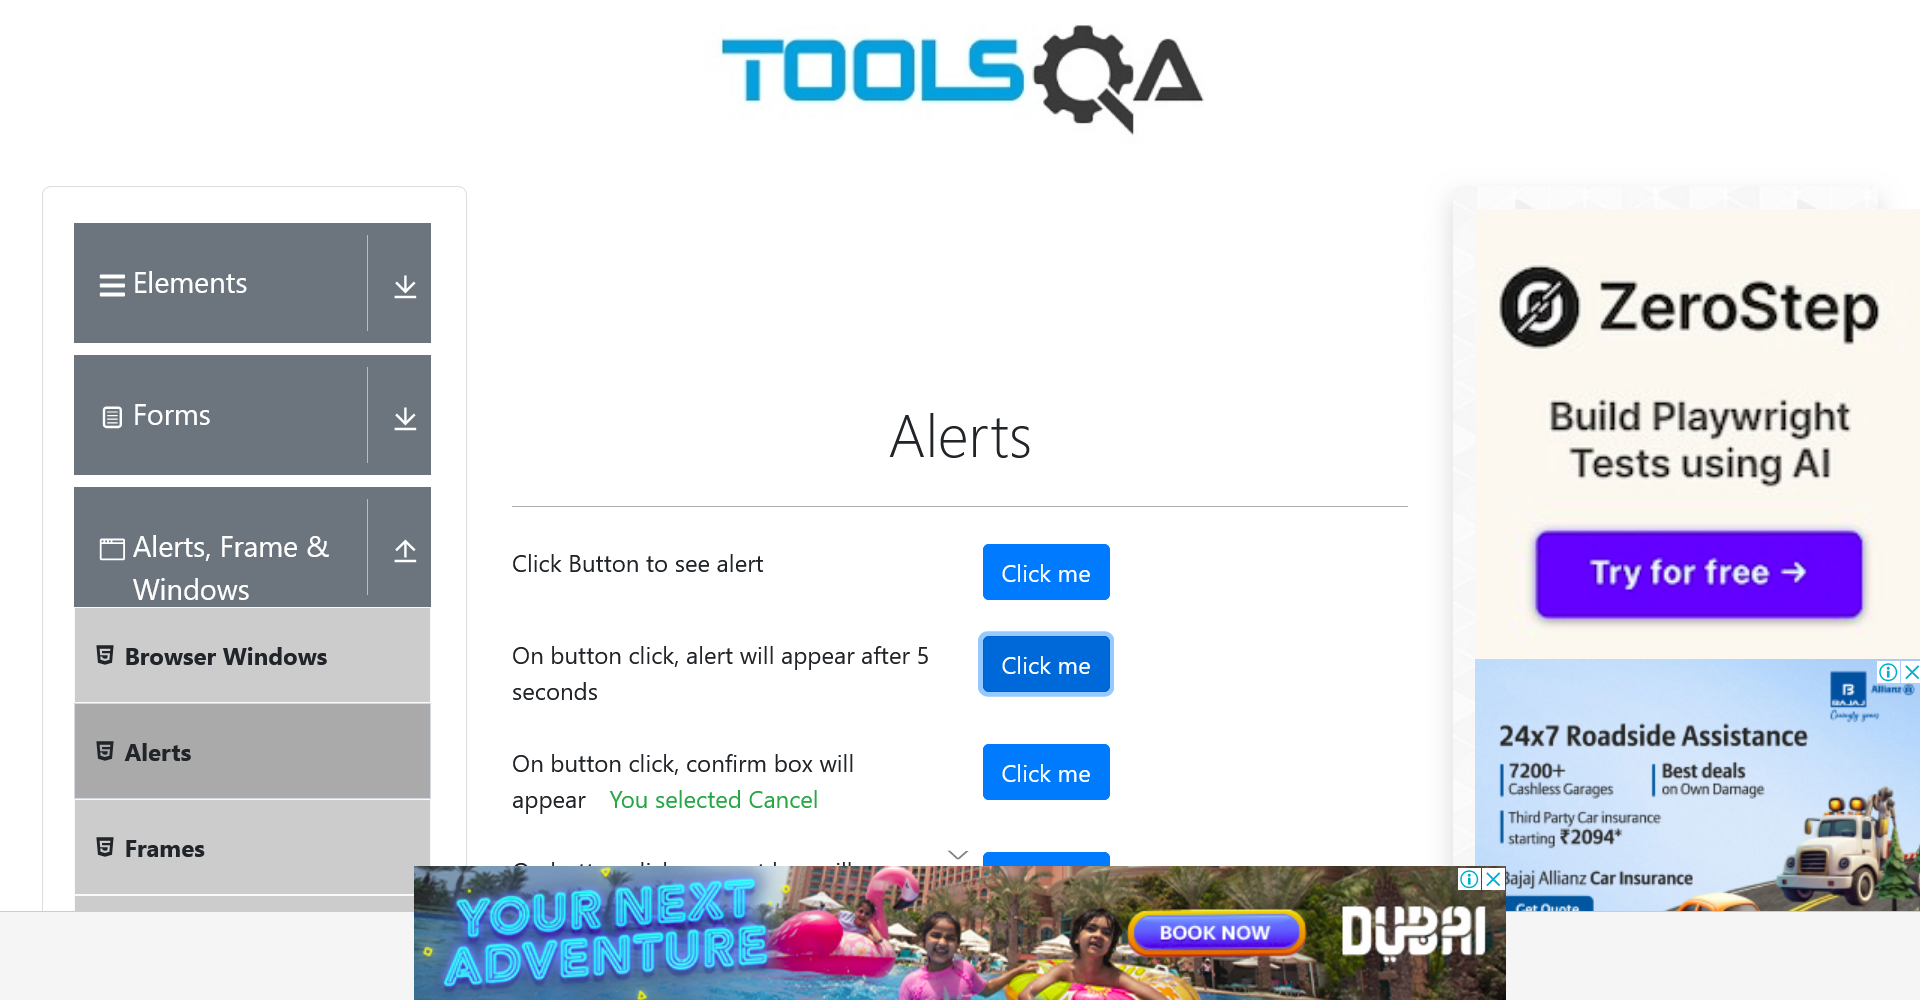 TOOLSQA
Elements
Forms
Alerts, Frame &
Windows
Browser Windows
Alerts
Frames
Alerts
Click Button to see alert
Click me
On button click, alert will appear after 5
seconds
Click me
On button click, confirm box will
appear You selected Cancel
Click me
ZeroStep
Build Playwright
Tests using AI
Try for free →
BAJAJ
Allianz
Caringly yours
24x7 Roadside Assistance
7200+
Cashless Garages
Best deals
on Own Damage
Third Party Car insurance
starting ₹2094*
Bajaj Allianz Car Insurance
Get Quote
YOUR NEXT
ADVENTURE
BOOK NOW
DUBAI